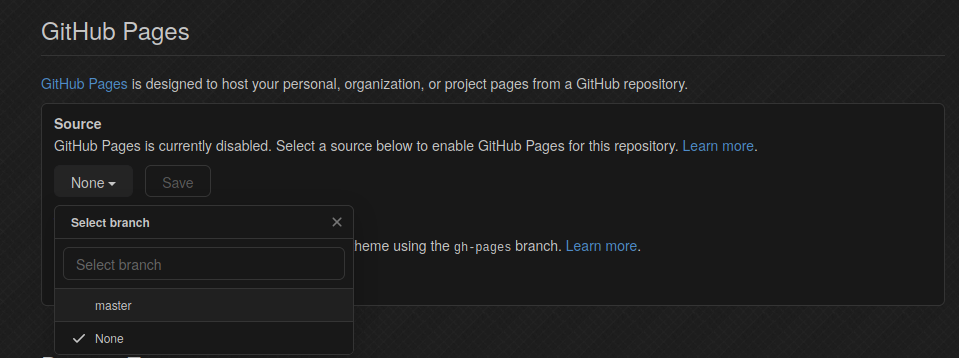 GitHub Pages
GitHub Pages is designed to host your personal, organization, or project pages from a GitHub repository.
Source
GitHub Pages is currently disabled. Select a source below to enable GitHub Pages for this repository. Learn more.
None Save
Select branch
heme using the gh-pages branch. Learn more.
Select branch
master
None